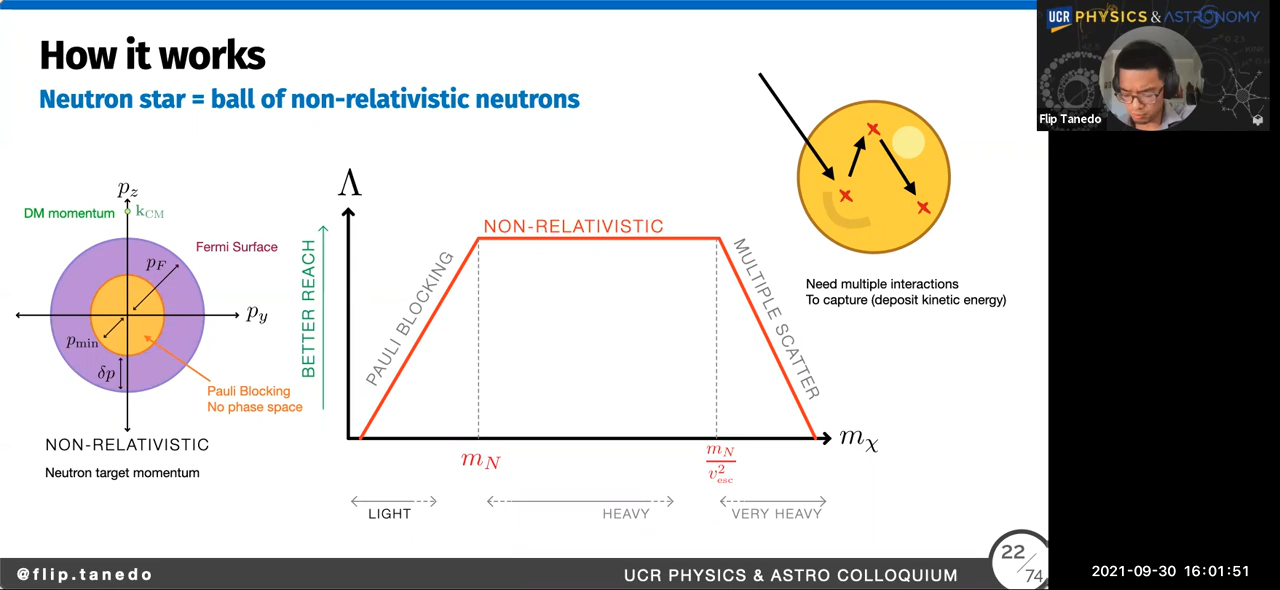 How it works
Neutron star = ball of non-relativistic neutrons
UCR PHYSICS & ASTRONOMY
Flip Tanedo
p_z
DM momentum
k_CM
Fermi Surface
p_F
p_y
p_min
δp
Pauli Blocking
No phase space
NON-RELATIVISTIC
Neutron target momentum
Λ
BETTER REACH
PAULI BLOCKING
NON-RELATIVISTIC
MULTIPLE SCATTER
m_χ
m_N
m_N
v²_esc
LIGHT
HEAVY
VERY HEAVY
Need multiple interactions
To capture (deposit kinetic energy)
@flip.tanedo
UCR PHYSICS & ASTRO COLLOQUIUM
22/74
2021-09-30 16:01:51